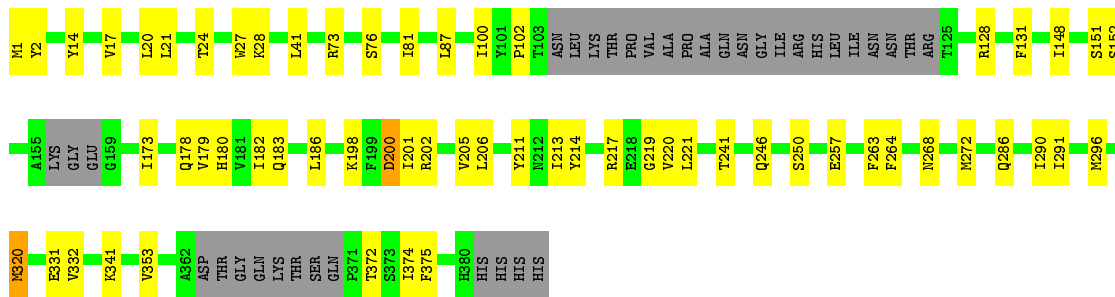 M1 Y2 Y14 V17 L20 L21 T24 W27 K28 L41 R73 S76 I81 L87 I100 Y101 P102 T103 ASN LEU LYS THR PRO VAL ALA PRO ALA GLN ASN GLY ILE ARG HIS LEU ILE ASN ASN THR ARG T125 R128 F131 I148 S151
A155 LYS GLY GLU G159 I173 Q178 V179 H180 V181 I182 Q183 L186 K198 F199 D200 I201 R202 V205 L206 Y211 N212 I213 Y214 R217 E218 G219 V220 L221 T241 Q246 S250 E257 F263 F264 N268 M272 Q286 I290 I291 M296
M320 E331 V332 K341 V353 A362 ASP THR GLY GLN LYS THR SER GLN P371 T372 S373 I374 F375 H380 HIS HIS HIS HIS